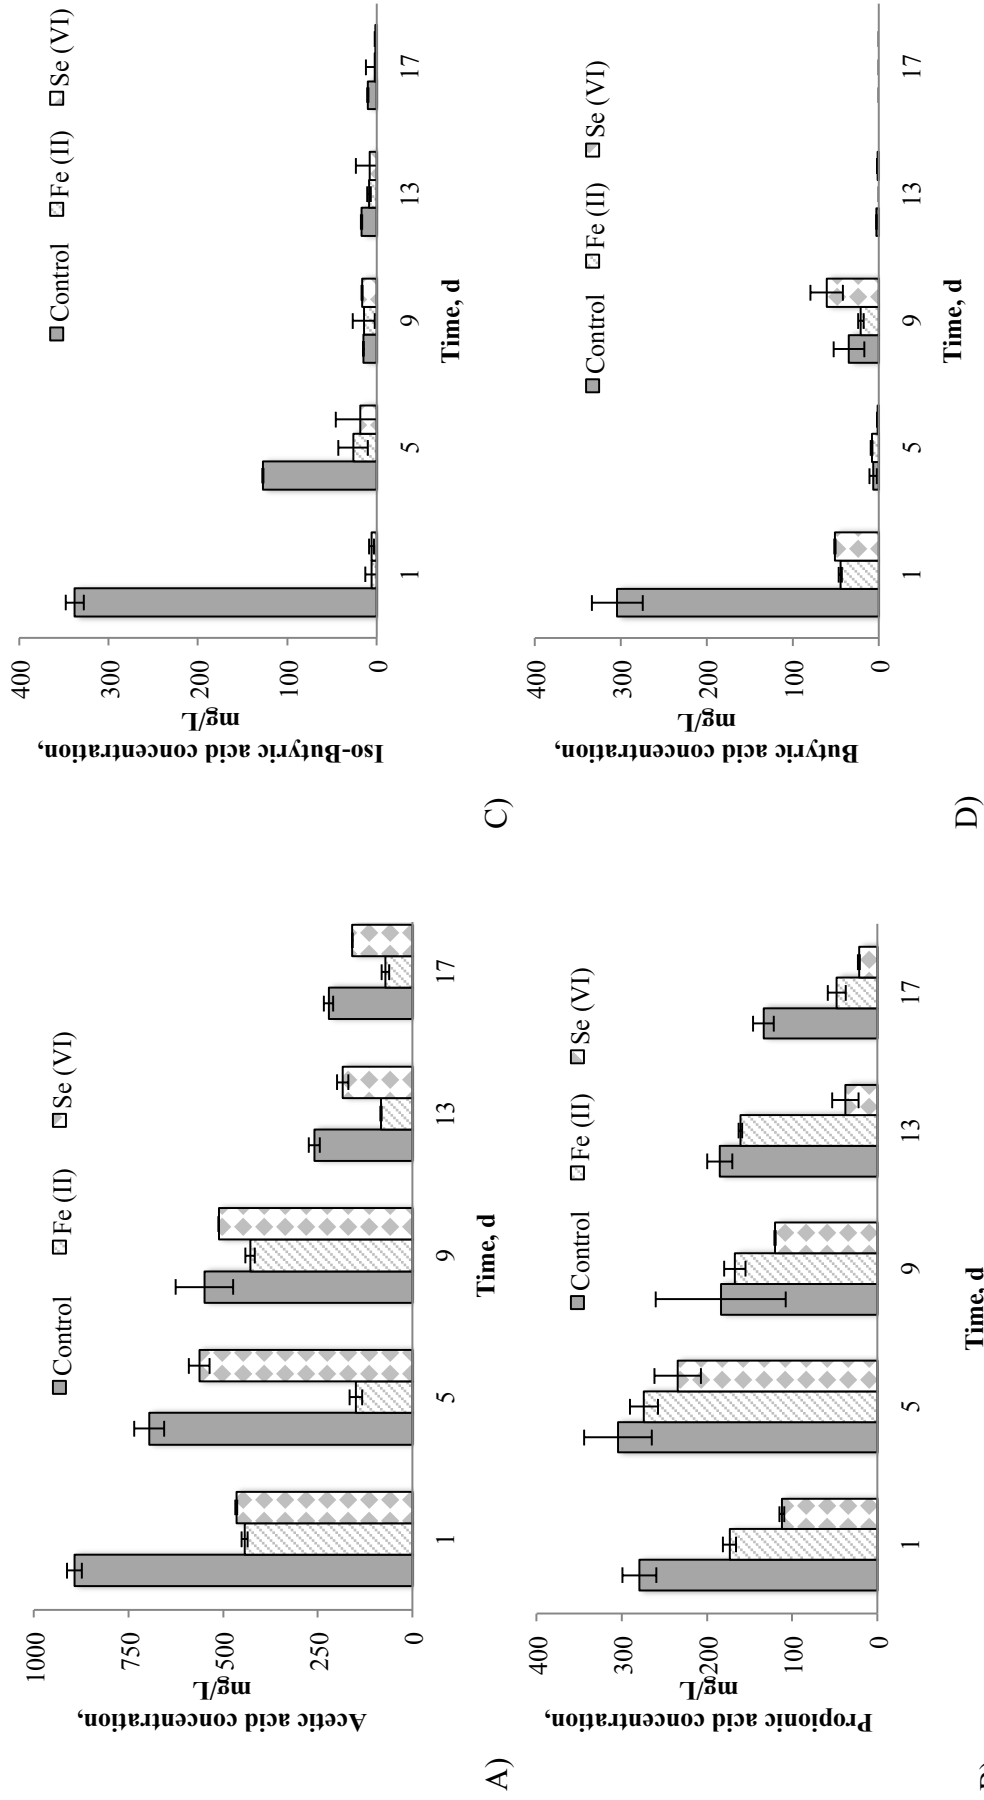 Control Fe (II) Se (VI)
1000
750
500
250
0
Acetic acid concentration,
mg/L
1 5 9 13 17
Time, d
A)
Control Fe (II) Se (VI)
400
300
200
100
0
Propionic acid concentration,
mg/L
1 5 9 13 17
Time, d
Control Fe (II) Se (VI)
400
300
200
100
0
Iso-Butyric acid concentration,
mg/L
1 5 9 13 17
Time, d
C)
Control Fe (II) Se (VI)
400
300
200
100
0
Butyric acid concentration,
mg/L
1 5 9 13 17
Time, d
D)